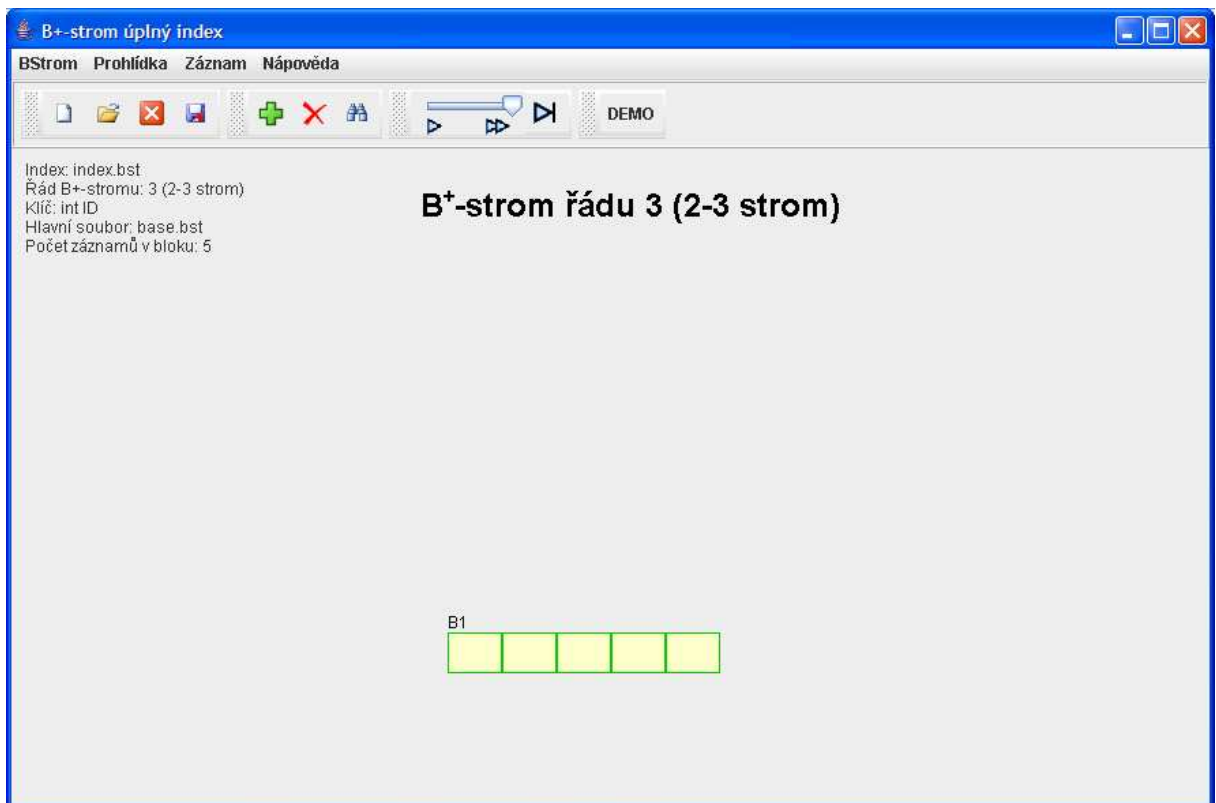 B+-strom úplný index
BStrom Prohlídka Záznam Nápověda
DEMO
Index: index.bst
Řád B+-stromu: 3 (2-3 strom)
Klíč: int ID
Hlavní soubor: base.bst
Počet záznamů v bloku: 5
B+-strom řádu 3 (2-3 strom)
B1